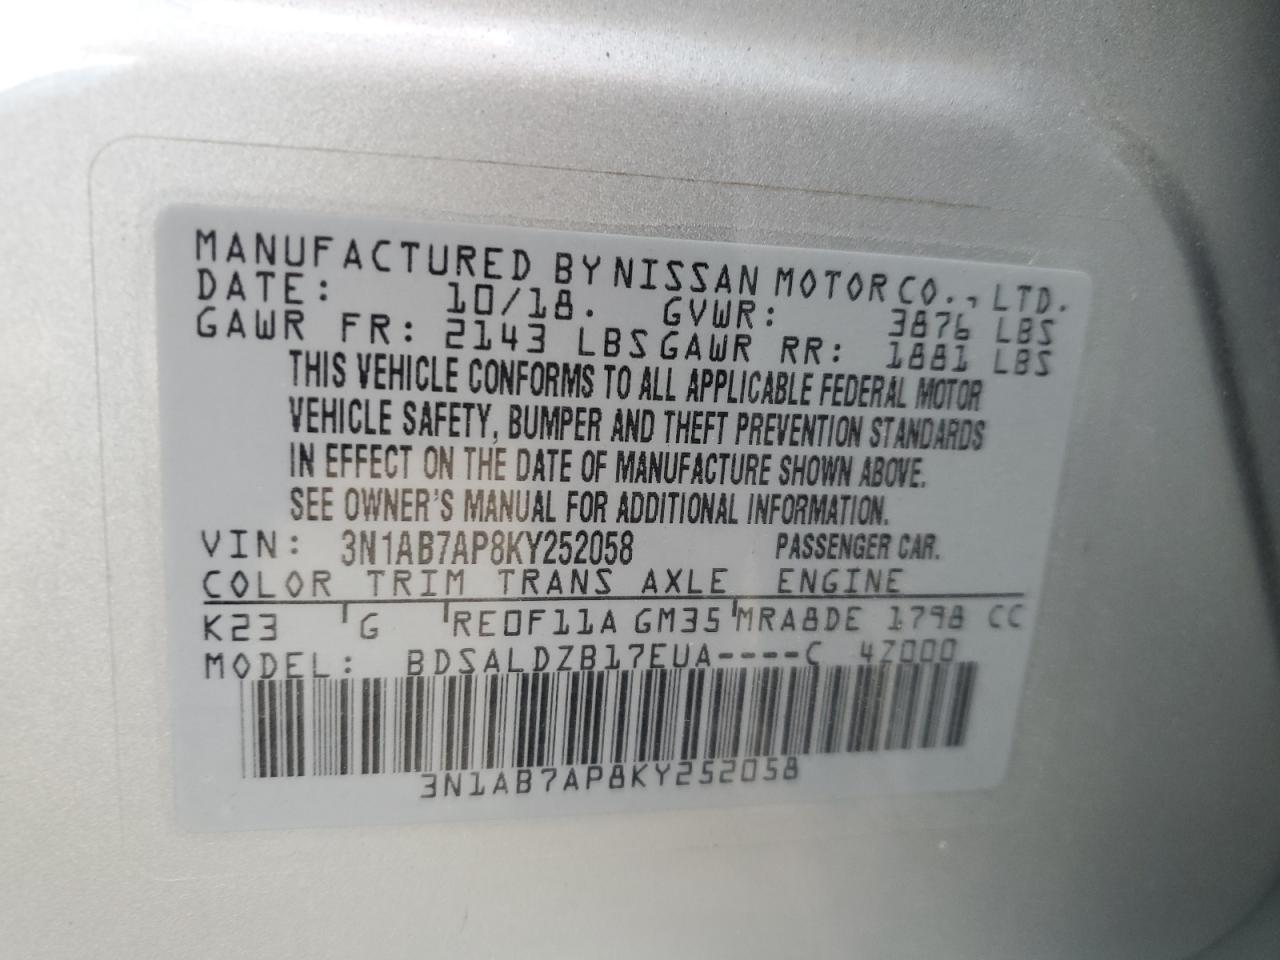 MANUFACTURED BY NISSAN MOTOR CO., LTD.
DATE: 10/18. GVWR: 3876 LBS
GAWR FR: 2143 LBS GAWR RR: 1881 LBS
THIS VEHICLE CONFORMS TO ALL APPLICABLE FEDERAL MOTOR
VEHICLE SAFETY, BUMPER AND THEFT PREVENTION STANDARDS
IN EFFECT ON THE DATE OF MANUFACTURE SHOWN ABOVE.
SEE OWNER'S MANUAL FOR ADDITIONAL INFORMATION.
VIN: 3N1AB7AP8KY252058 PASSENGER CAR.
COLOR TRIM TRANS AXLE ENGINE
K23 G RE0F11A GM35 MRA8DE 1798 CC
MODEL: BDSALDZB17EUA----C 4Z000
3N1AB7AP8KY252058